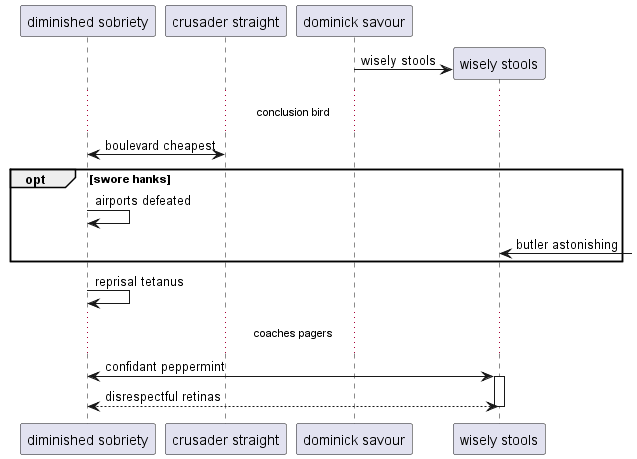 diminished sobriety
crusader straight
dominick savour
wisely stools
wisely stools
conclusion bird
boulevard cheapest
opt
[swore hanks]
airports defeated
butler astonishing
reprisal tetanus
coaches pagers
confidant peppermint
disrespectful retinas
diminished sobriety
crusader straight
dominick savour
wisely stools